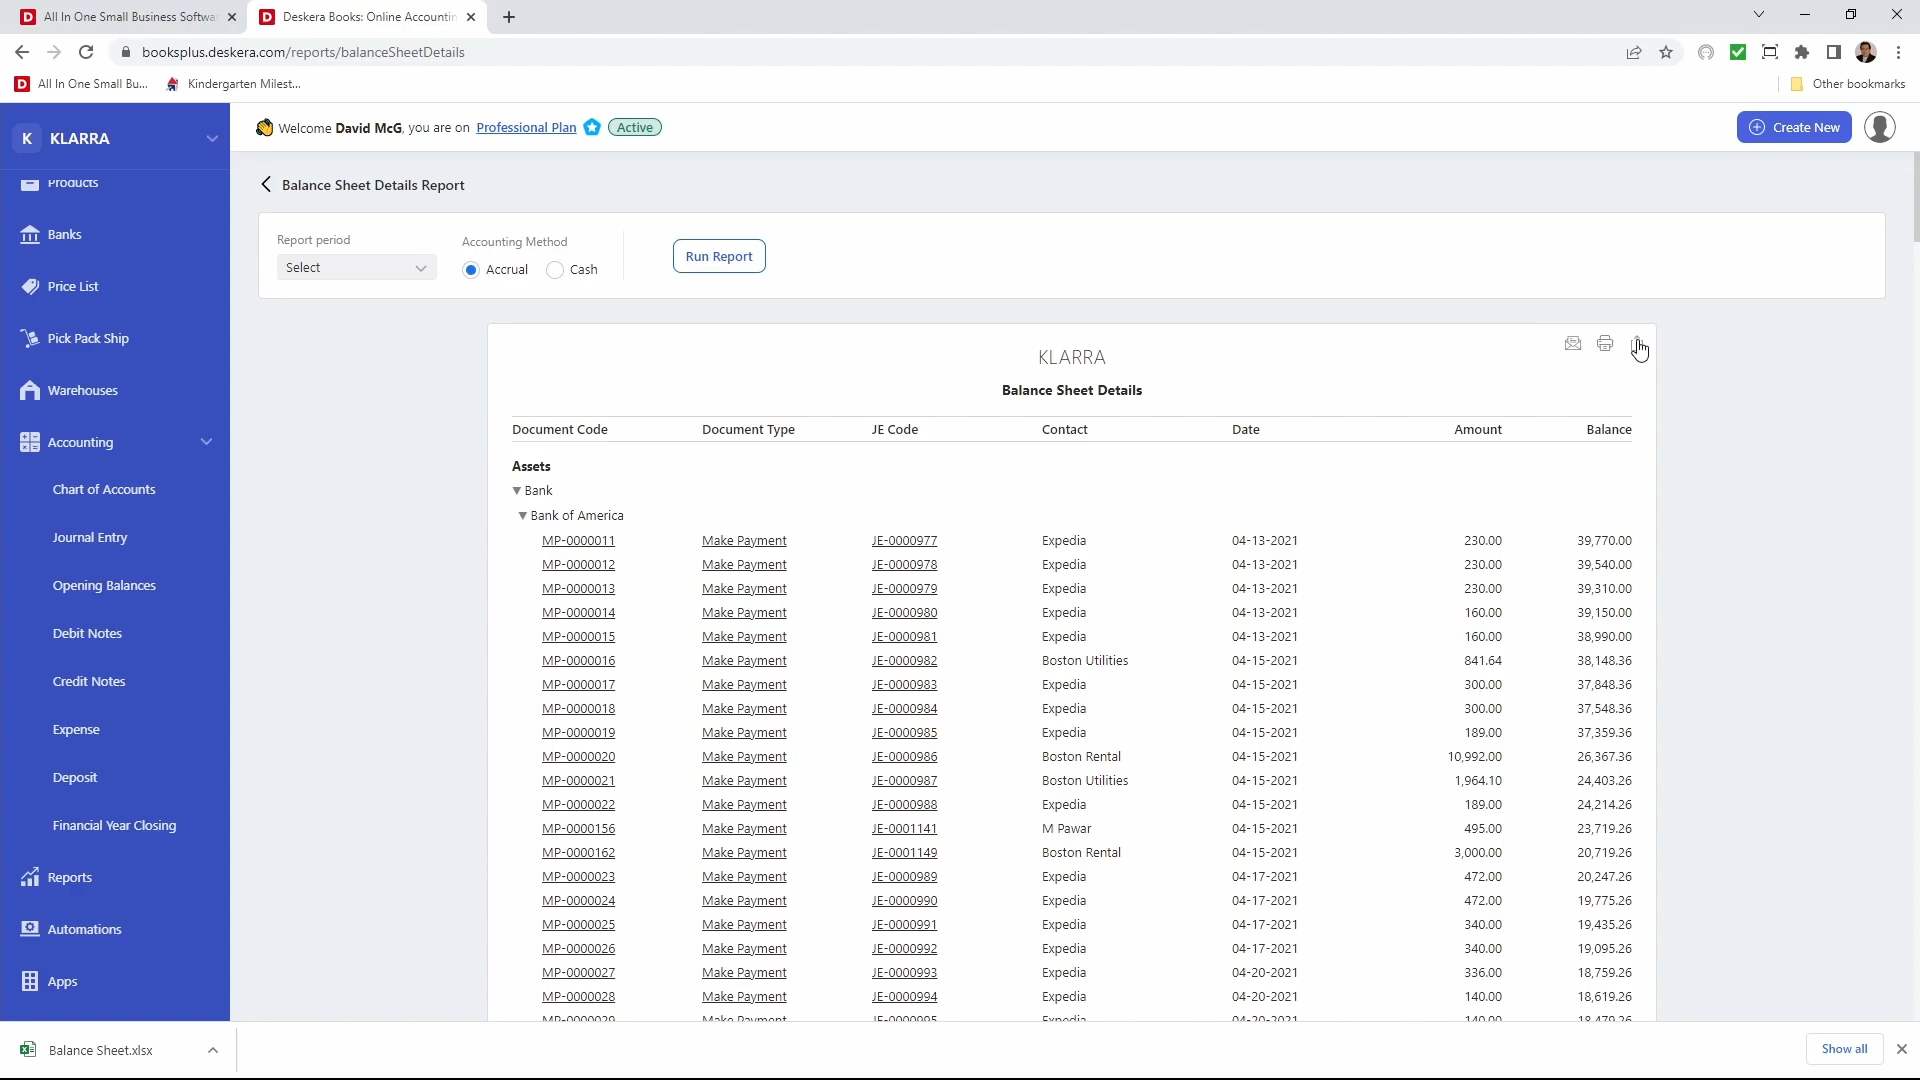 All In One Small Business Softwa
Deskera Books: Online Accountin
booksplus.deskera.com/reports/balanceSheetDetails
All In One Small Bu...
Kindergarten Milest...
Other bookmarks
K KLARRA
Welcome David McG, you are on Professional Plan Active
Create New
Products
Banks
Price List
Pick Pack Ship
Warehouses
Accounting
Chart of Accounts
Journal Entry
Opening Balances
Debit Notes
Credit Notes
Expense
Deposit
Financial Year Closing
Reports
Automations
Apps
Balance Sheet Details Report
Report period
Select
Accounting Method
Accrual Cash
Run Report
KLARRA
Balance Sheet Details
Document Code Document Type JE Code Contact Date Amount Balance
Assets
Bank
Bank of America
MP-0000011 Make Payment JE-0000977 Expedia 04-13-2021 230.00 39,770.00
MP-0000012 Make Payment JE-0000978 Expedia 04-13-2021 230.00 39,540.00
MP-0000013 Make Payment JE-0000979 Expedia 04-13-2021 230.00 39,310.00
MP-0000014 Make Payment JE-0000980 Expedia 04-13-2021 160.00 39,150.00
MP-0000015 Make Payment JE-0000981 Expedia 04-13-2021 160.00 38,990.00
MP-0000016 Make Payment JE-0000982 Boston Utilities 04-15-2021 841.64 38,148.36
MP-0000017 Make Payment JE-0000983 Expedia 04-15-2021 300.00 37,848.36
MP-0000018 Make Payment JE-0000984 Expedia 04-15-2021 300.00 37,548.36
MP-0000019 Make Payment JE-0000985 Expedia 04-15-2021 189.00 37,359.36
MP-0000020 Make Payment JE-0000986 Boston Rental 04-15-2021 10,992.00 26,367.36
MP-0000021 Make Payment JE-0000987 Boston Utilities 04-15-2021 1,964.10 24,403.26
MP-0000022 Make Payment JE-0000988 Expedia 04-15-2021 189.00 24,214.26
MP-0000156 Make Payment JE-0001141 M Pawar 04-15-2021 495.00 23,719.26
MP-0000162 Make Payment JE-0001149 Boston Rental 04-15-2021 3,000.00 20,719.26
MP-0000023 Make Payment JE-0000989 Expedia 04-17-2021 472.00 20,247.26
MP-0000024 Make Payment JE-0000990 Expedia 04-17-2021 472.00 19,775.26
MP-0000025 Make Payment JE-0000991 Expedia 04-17-2021 340.00 19,435.26
MP-0000026 Make Payment JE-0000992 Expedia 04-17-2021 340.00 19,095.26
MP-0000027 Make Payment JE-0000993 Expedia 04-20-2021 336.00 18,759.26
MP-0000028 Make Payment JE-0000994 Expedia 04-20-2021 140.00 18,619.26
MP-0000029 Make Payment JE-0000995 Expedia 04-20-2021 140.00 18,479.26
Balance Sheet.xlsx
Show all